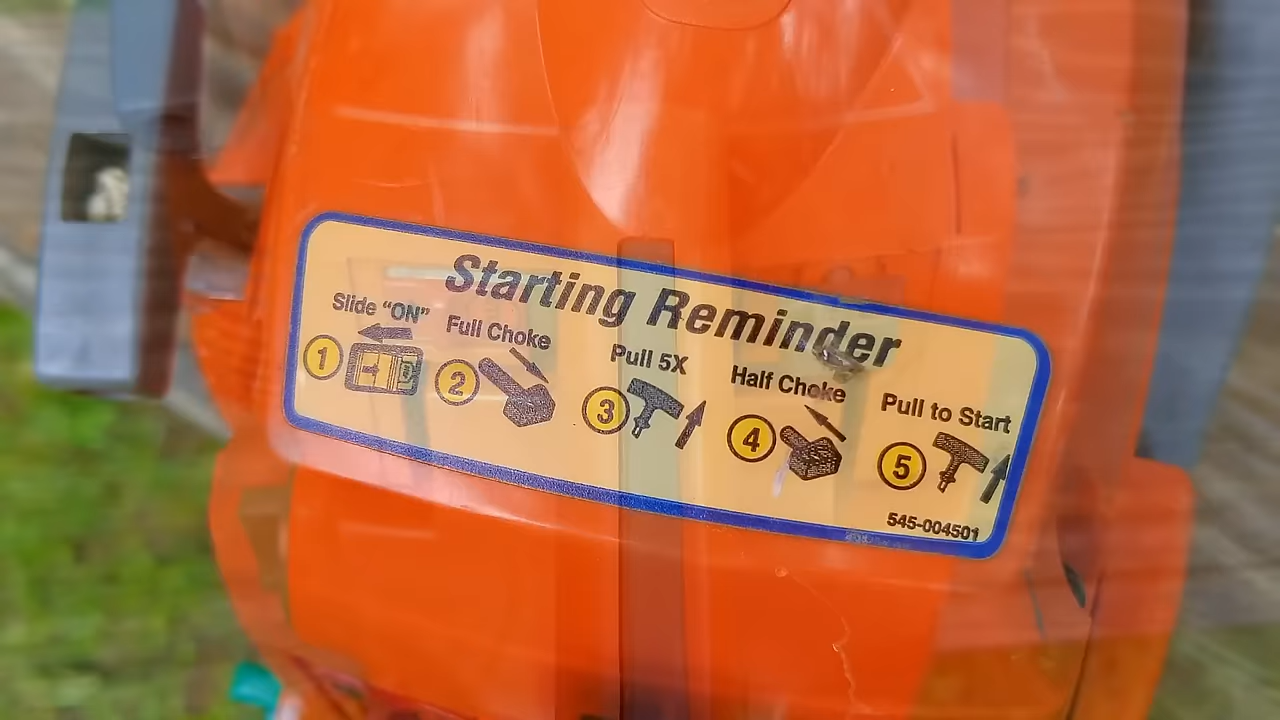 Starting Reminder
Slide “ON” Full Choke Pull 5X Half Choke Pull to Start
1 2 3 4 5
545-004501